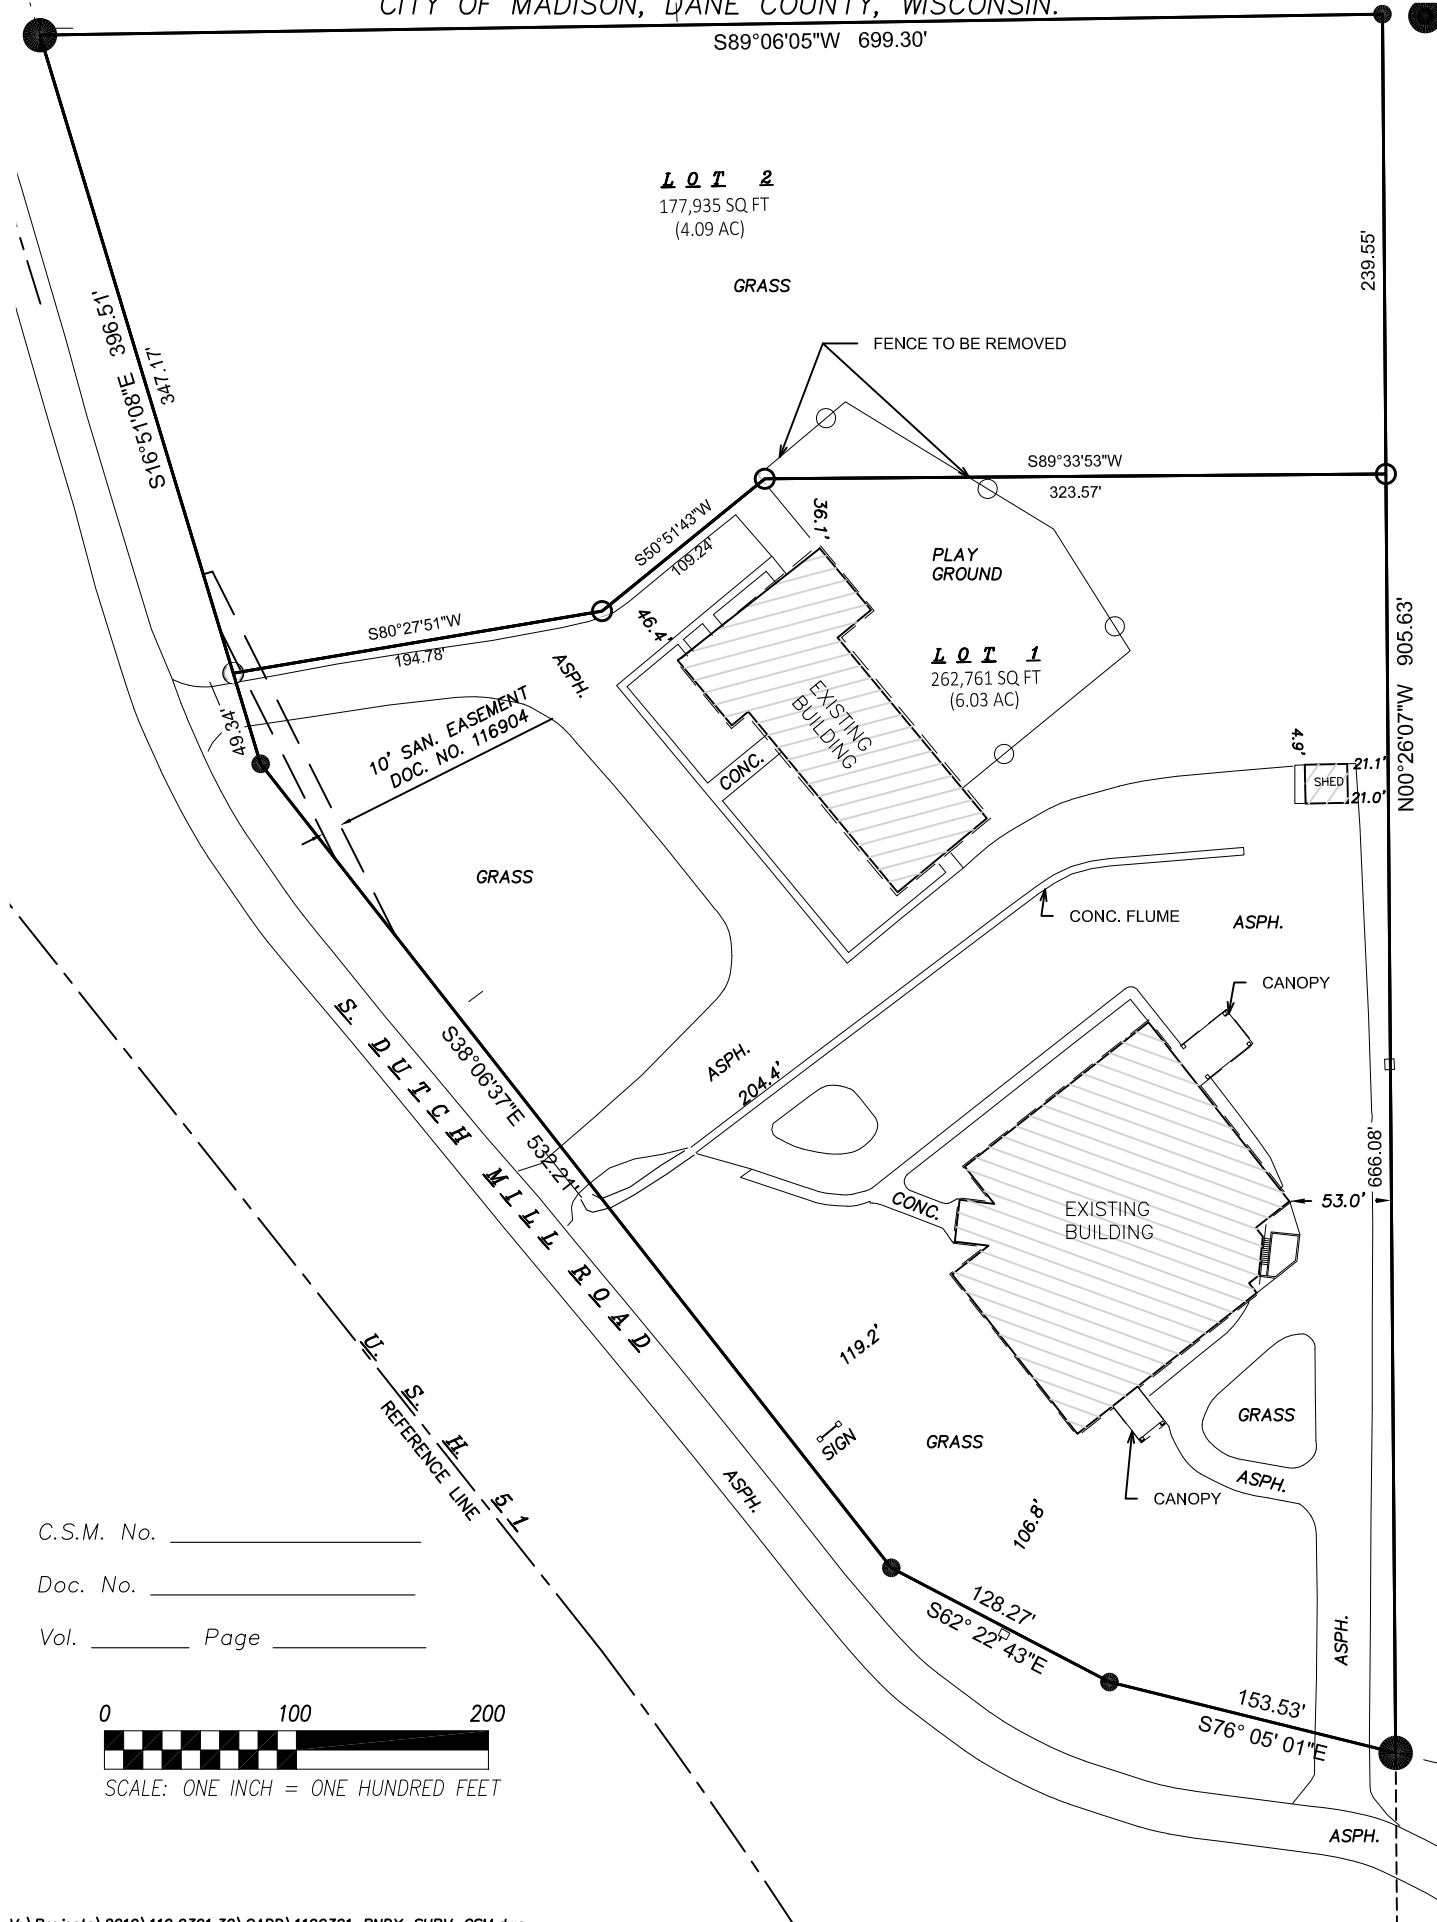 CITY OF MADISON, DANE COUNTY, WISCONSIN.
S89°06'05"W 699.30'
LOT 2
177,935 SQ FT
(4.09 AC)
GRASS
239.55'
S16°51'08"E 396.51'
347.17'
FENCE TO BE REMOVED
S89°33'53"W
323.57'
36.1'
S50°51'43"W
109.24'
PLAY
GROUND
46.4'
S80°27'51"W
194.78'
ASPH.
LOT 1
262,761 SQ FT
(6.03 AC)
N00°26'07"W 905.63'
EXISTING
BUILDING
49.34'
10' SAN. EASEMENT
DOC. NO. 116904
CONC.
4.9'
21.1'
SHED
21.0'
GRASS
CONC. FLUME
ASPH.
CANOPY
S. DUTCH MILL ROAD
S38°06'37"E 532.21'
ASPH.
204.4'
666.08'
CONC.
EXISTING
BUILDING
53.0'
119.2'
U. S. H. 51
REFERENCE LINE
SIGN
GRASS
GRASS
ASPH.
ASPH.
CANOPY
106.8'
C.S.M. No.
Doc. No.
Vol. Page
128.27'
S62° 22' 43"E
ASPH.
153.53'
S76° 05' 01"E
0 100 200
SCALE: ONE INCH = ONE HUNDRED FEET
ASPH.